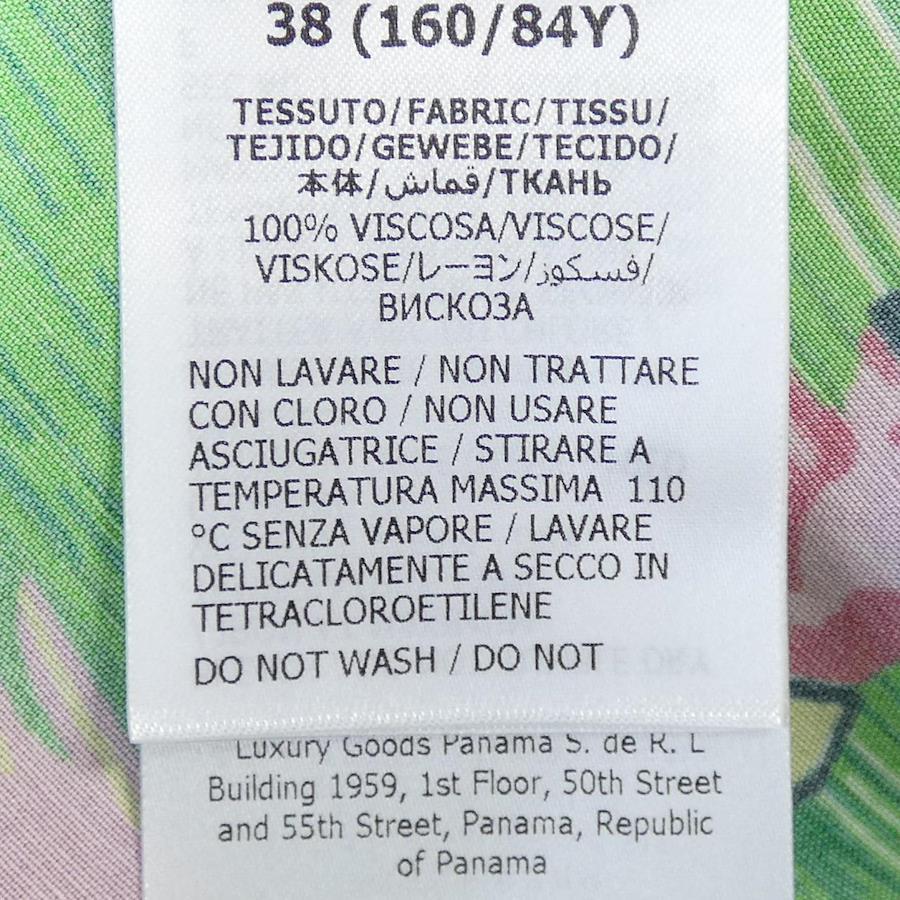 38 (160/84Y)
TESSUTO/FABRIC/TISSU/
TEJIDO/GEWEBE/TECIDO/
本体/قماش/ТКАНЬ
100% VISCOSA/VISCOSE/
VISKOSE/レーヨン/فسكوز/
ВИСКОЗА
NON LAVARE / NON TRATTARE
CON CLORO / NON USARE
ASCIUGATRICE / STIRARE A
TEMPERATURA MASSIMA 110
°C SENZA VAPORE / LAVARE
DELICATAMENTE A SECCO IN
TETRACLOROETILENE
DO NOT WASH / DO NOT
Luxury Goods Panama S. de R. L
Building 1959, 1st Floor, 50th Street
and 55th Street, Panama, Republic
of Panama